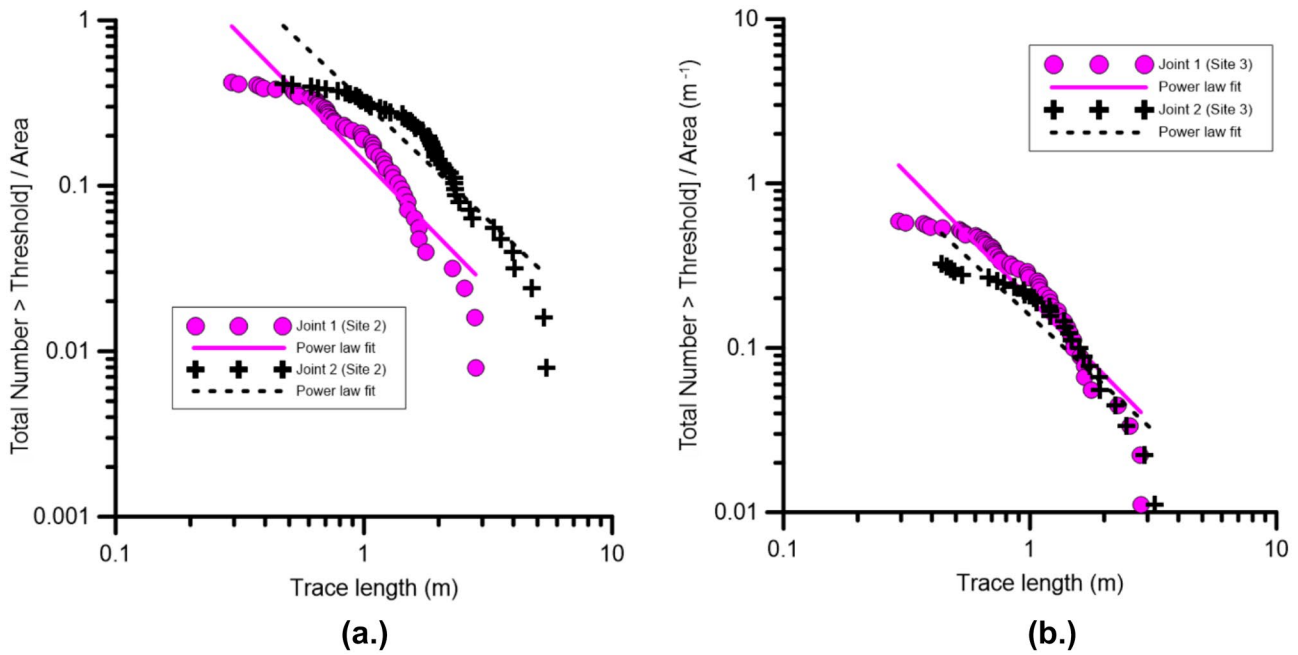 Total Number > Threshold] / Area
1
0.1
0.01
0.001
0.1
1
10
Trace length (m)
Joint 1 (Site 2)
Power law fit
Joint 2 (Site 2)
Power law fit
(a.)
Total Number > Threshold] / Area (m⁻¹)
10
1
0.1
0.01
0.1
1
10
Trace length (m)
Joint 1 (Site 3)
Power law fit
Joint 2 (Site 3)
Power law fit
(b.)